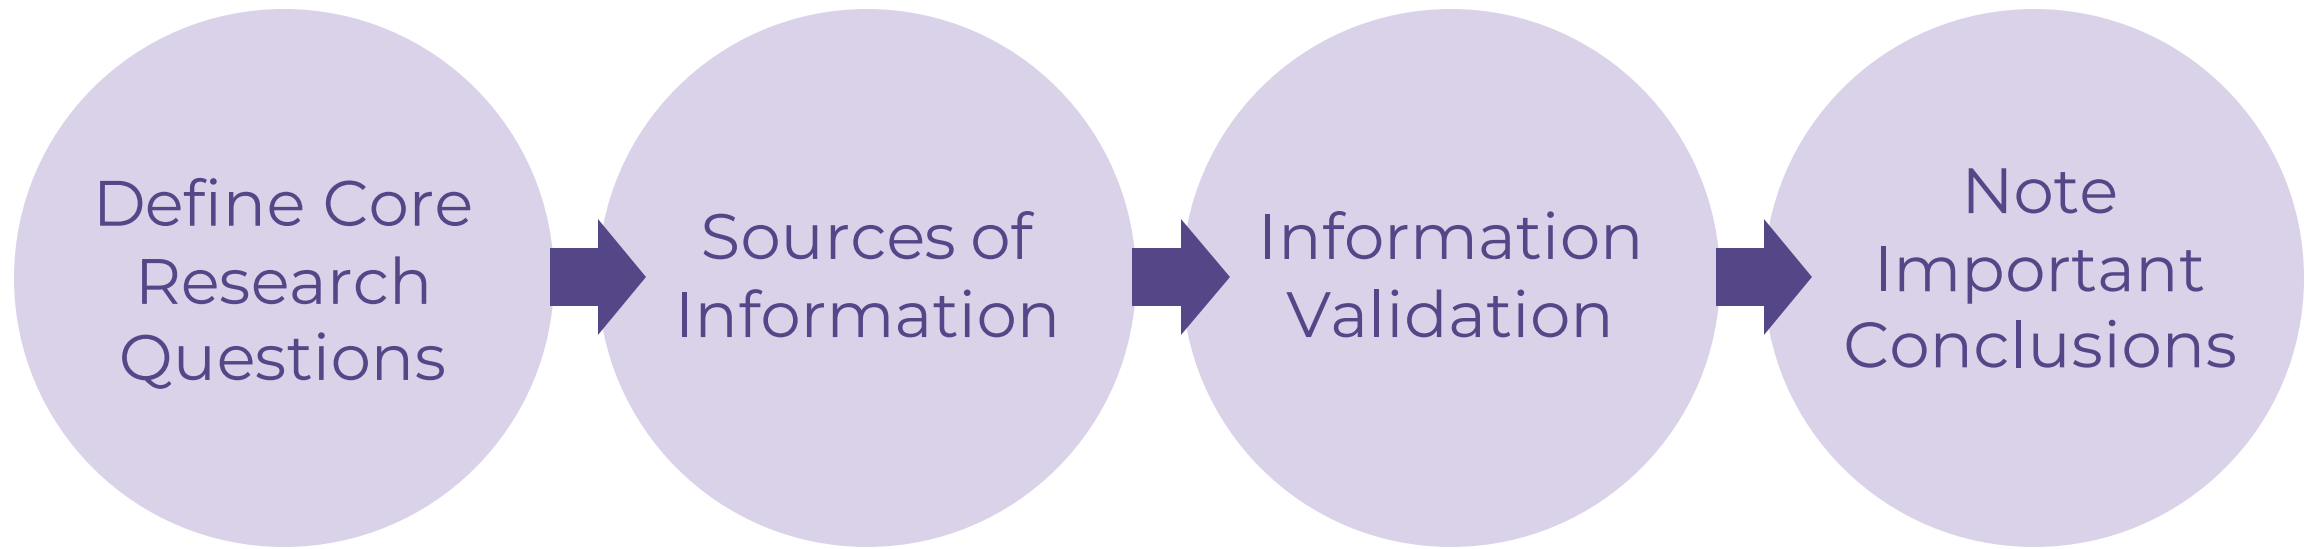 Define Core
Research
Questions
Sources of
Information
Information
Validation
Note
Important
Conclusions